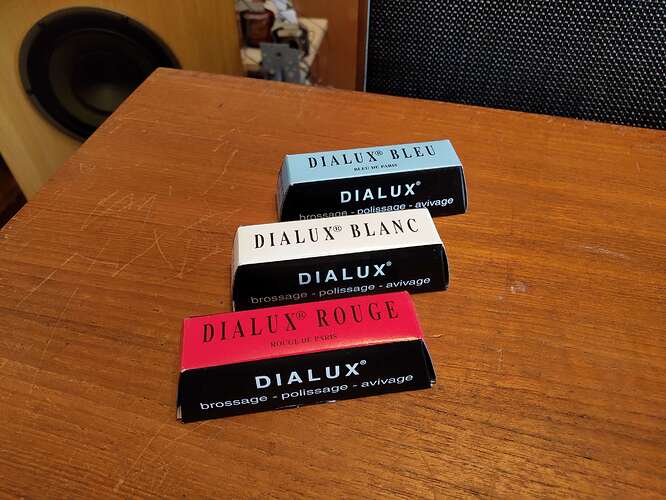 DIALUX® BLEU
BLEU DE PARIS
DIALUX®
brossage - polissage - avivage
DIALUX® BLANC
DIALUX®
brossage - polissage - avivage
DIALUX® ROUGE
ROUGE DE PARIS
DIALUX®
brossage - polissage - avivage